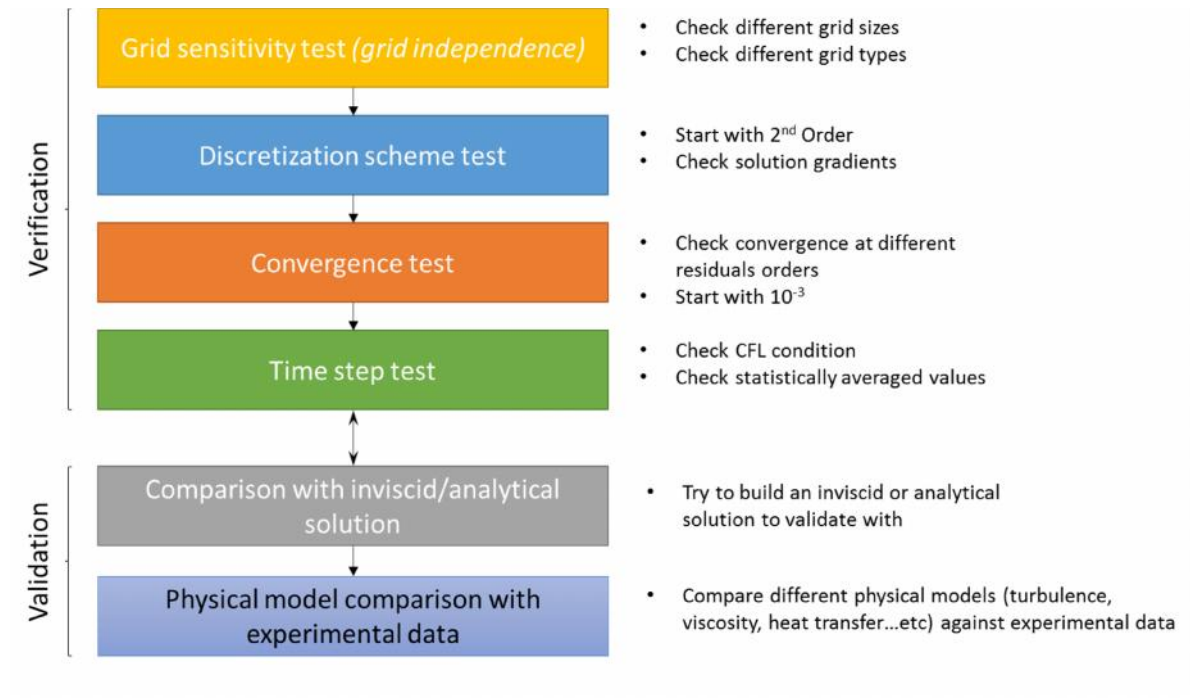 Verification
Grid sensitivity test (grid independence)
• Check different grid sizes
• Check different grid types
Discretization scheme test
• Start with 2nd Order
• Check solution gradients
Convergence test
• Check convergence at different
residuals orders
• Start with 10-3
Time step test
• Check CFL condition
• Check statistically averaged values
Validation
Comparison with inviscid/analytical
solution
• Try to build an inviscid or analytical
solution to validate with
Physical model comparison with
experimental data
• Compare different physical models (turbulence,
viscosity, heat transfer...etc) against experimental data